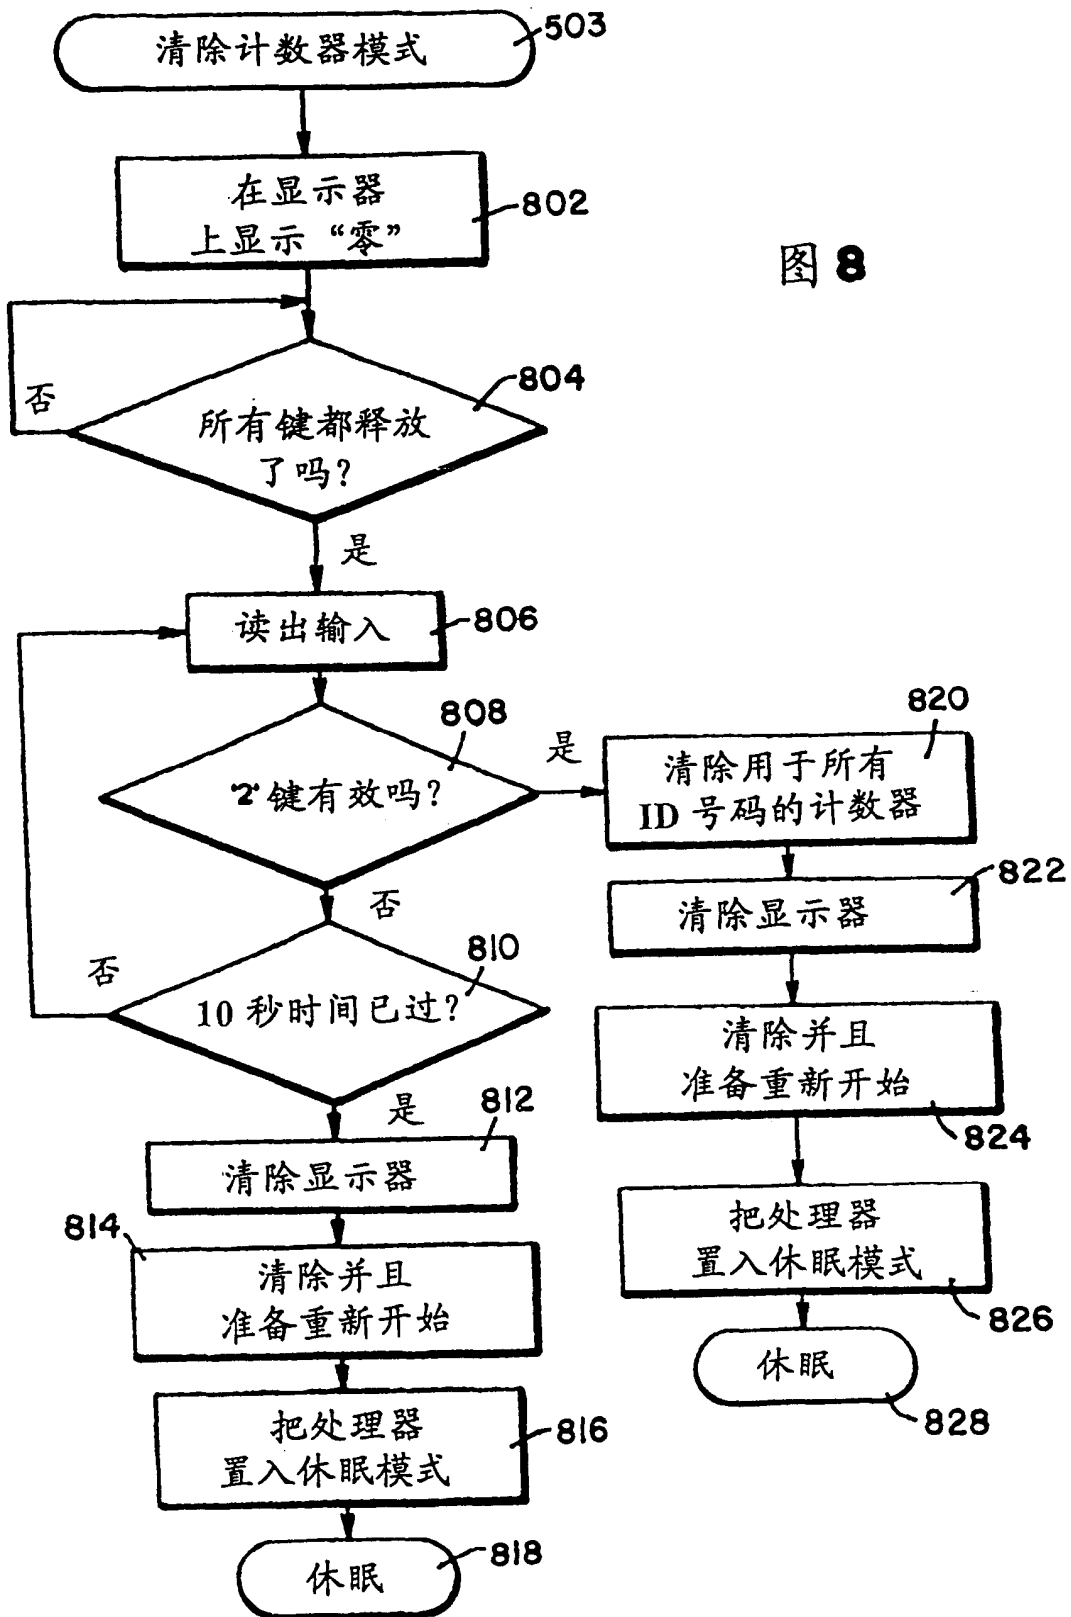 清除计数器模式
503
在显示器
上显示“零”
802
图 8
804
否
所有键都释放
了吗?
是
读出输入
806
808
'2'键有效吗?
是
820
清除用于所有
ID 号码的计数器
否
822
清除显示器
810
否
10 秒时间已过?
清除并且
准备重新开始
824
是
812
清除显示器
814
清除并且
准备重新开始
把处理器
置入休眠模式
826
休眠
828
把处理器
置入休眠模式
816
休眠
818